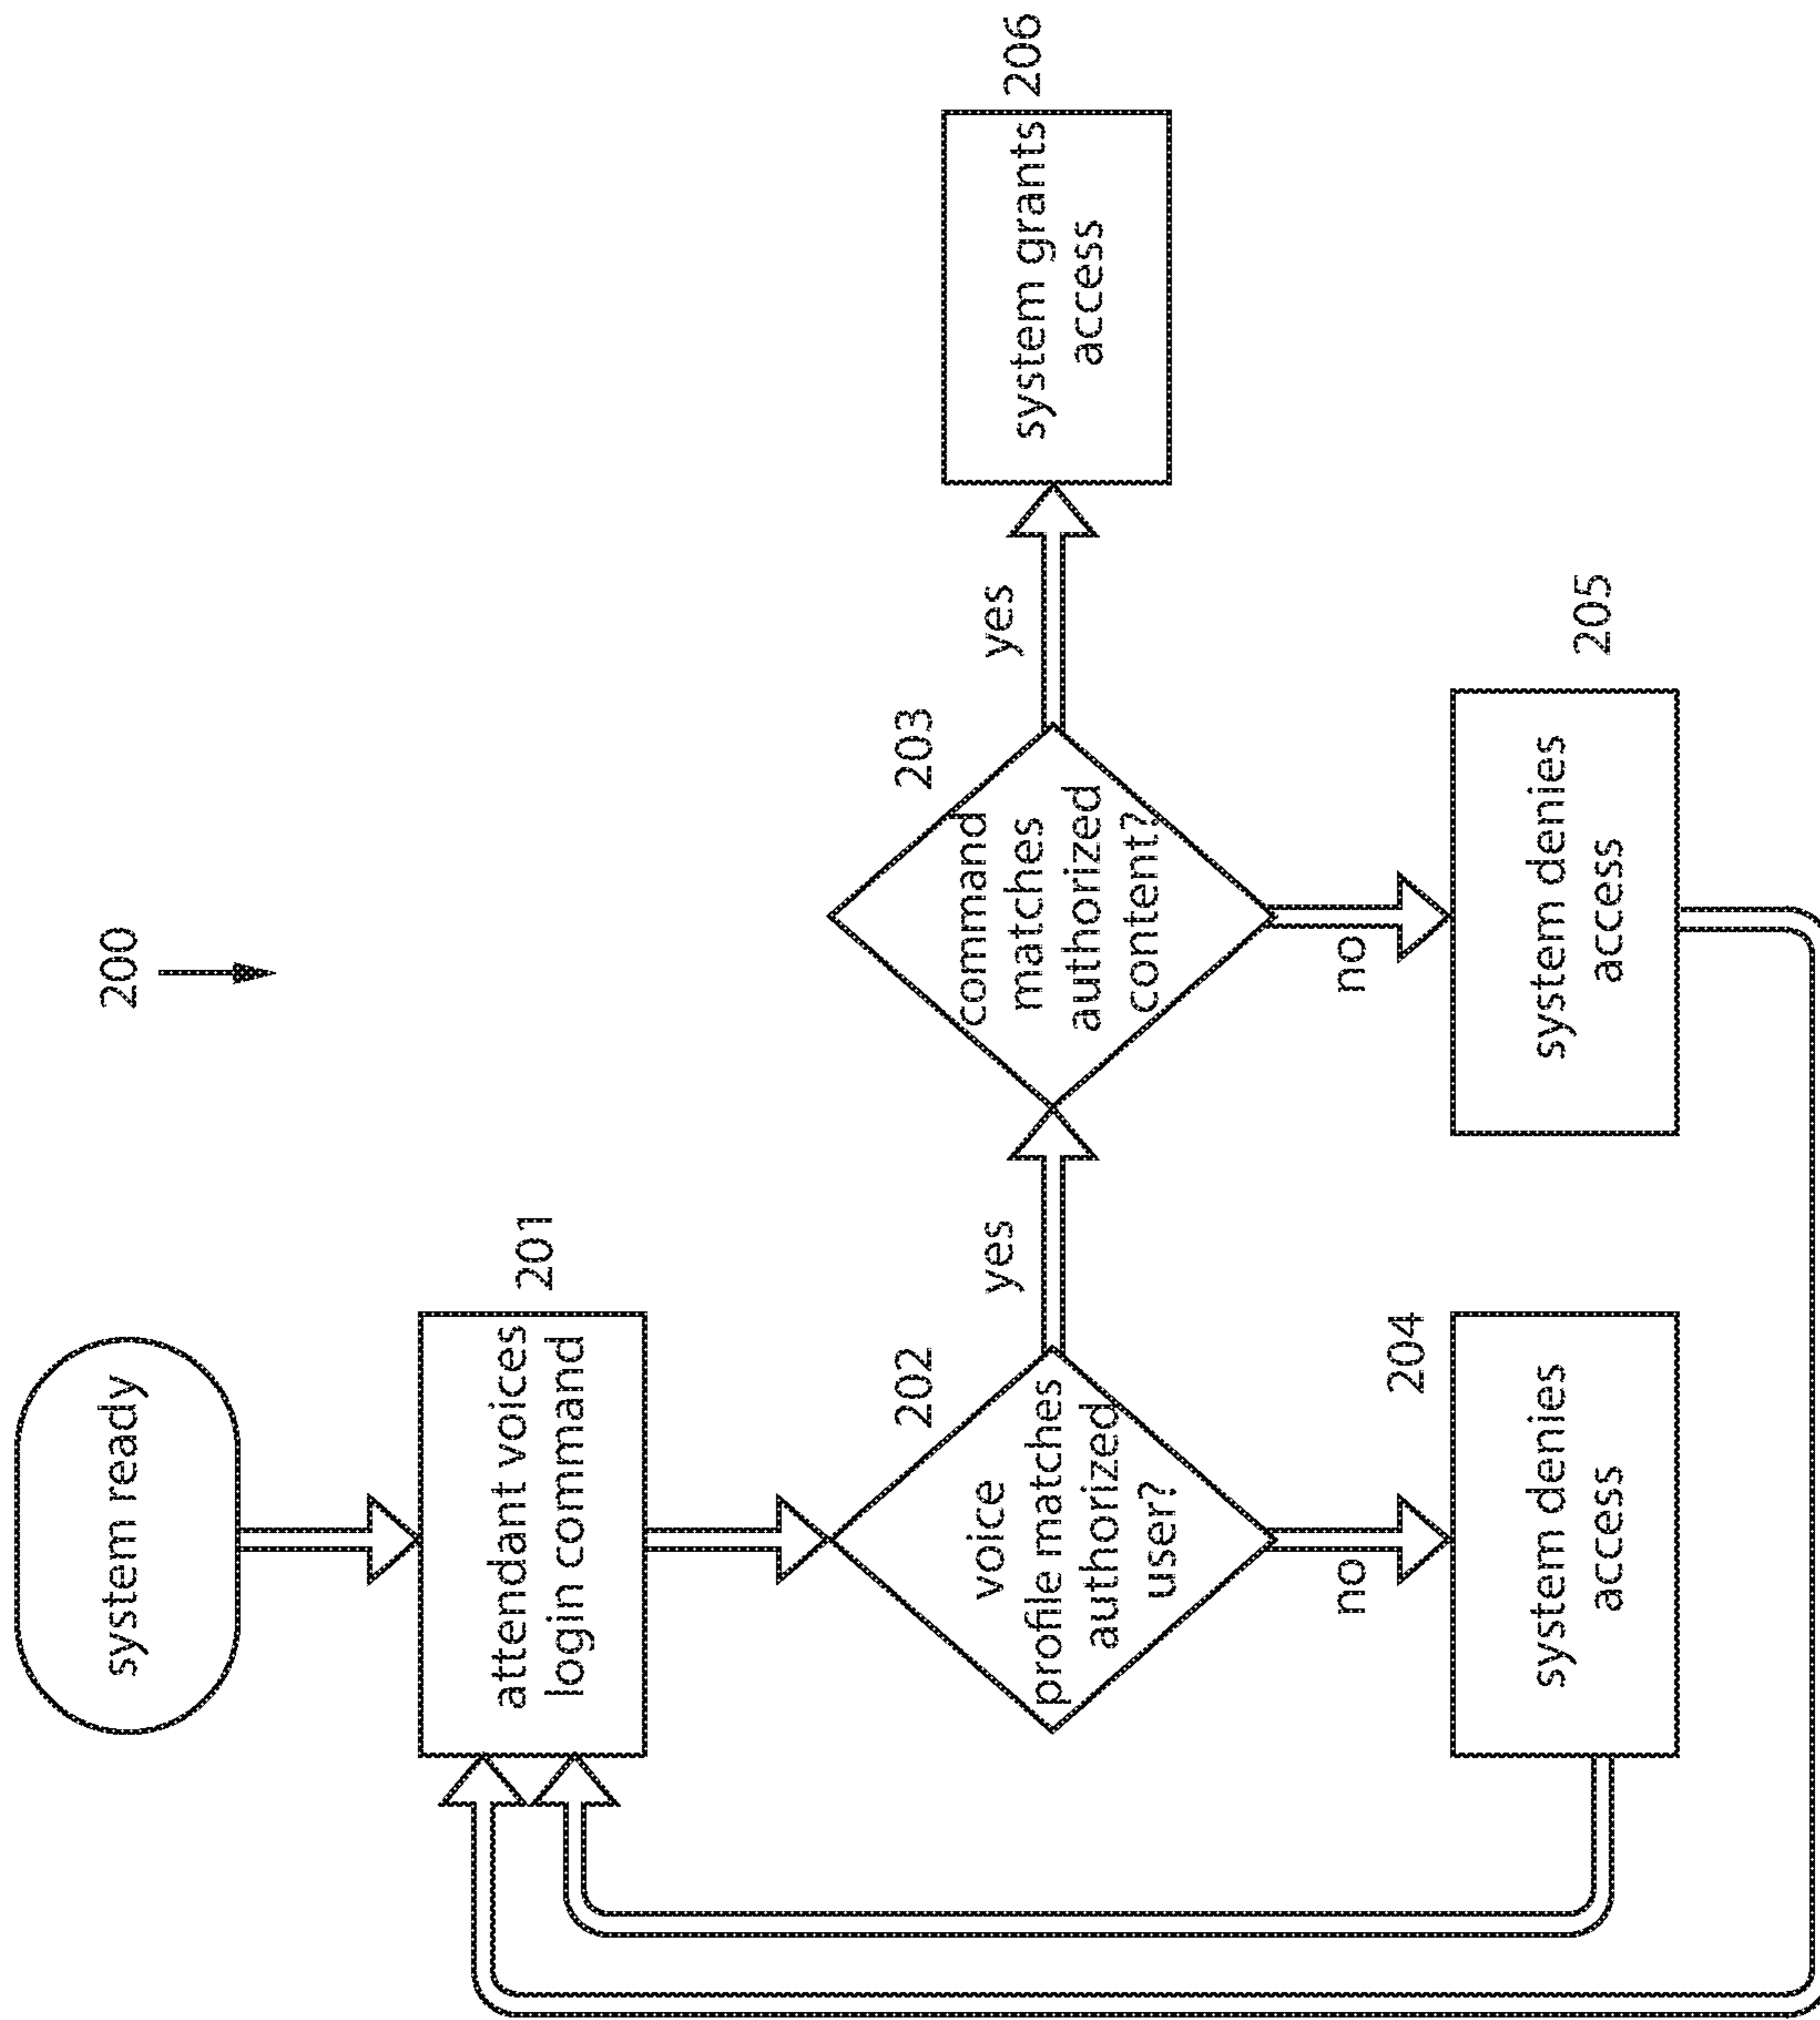 200
system ready
attendant voices
login command
201
voice
profile matches
authorized
user?
202
yes
no
command
matches
authorized
content?
203
yes
no
system grants
access
206
system denies
access
204
system denies
access
205